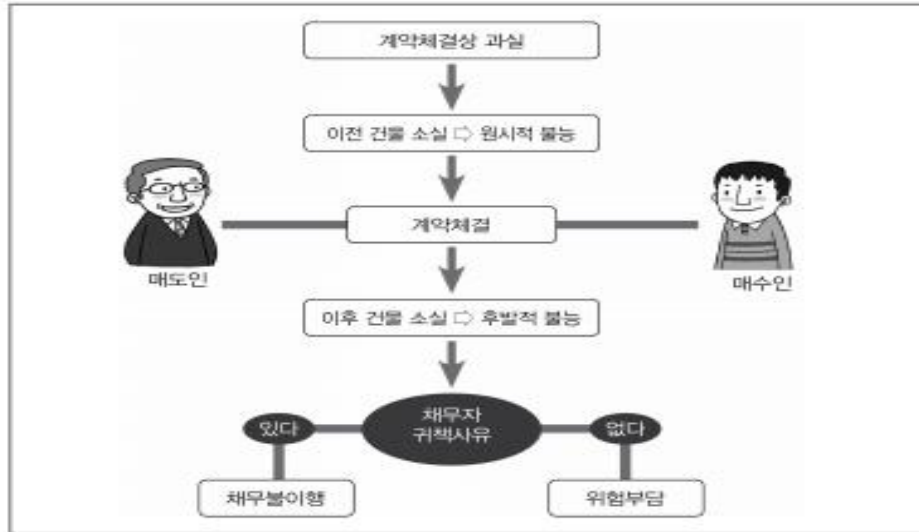 계약체결상 과실
이전 건물 소실 ⇨ 원시적 불능
계약체결
매도인
매수인
이후 건물 소실 ⇨ 후발적 불능
채무자
귀책사유
있다
없다
채무불이행
위험부담